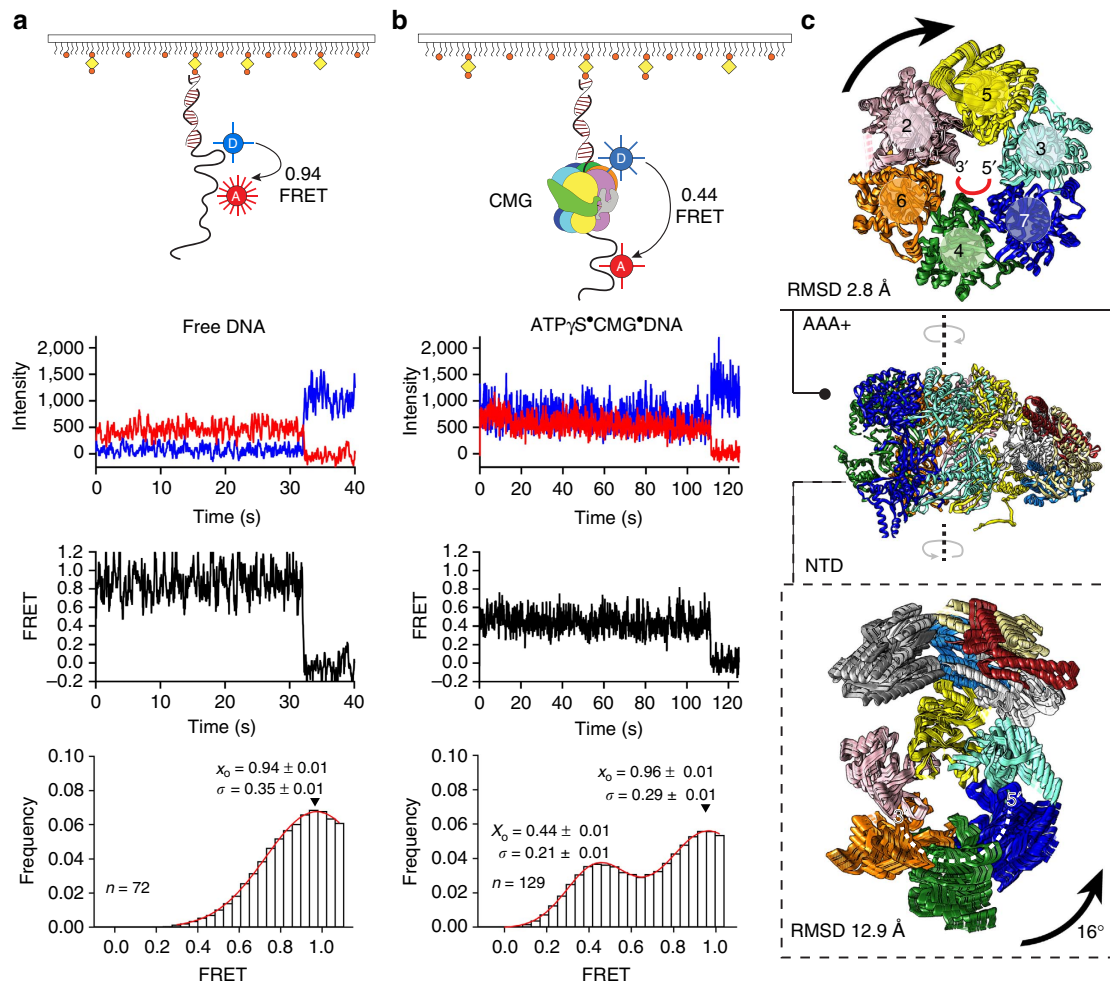 a
D
0.94
FRET
A
Free DNA
Intensity
2,000
1,500
1,000
500
0
0 10 20 30 40
Time (s)
FRET
1.2
1.0
0.8
0.6
0.4
0.2
0.0
–0.2
Time (s)
Frequency
0.10
0.08
0.06
0.04
0.02
0.00
xo = 0.94 ± 0.01
σ = 0.35 ± 0.01
n = 72
0.0 0.2 0.4 0.6 0.8 1.0
FRET
b
D
CMG
0.44
FRET
A
ATPγS•CMG•DNA
Intensity
2,000
1,500
1,000
500
0
0 20 40 60 80 100 120
Time (s)
FRET
1.2
1.0
0.8
0.6
0.4
0.2
0.0
–0.2
0 20 40 60 80 100 120
Time (s)
Frequency
0.10
0.08
0.06
0.04
0.02
0.00
xo = 0.96 ± 0.01
σ = 0.29 ± 0.01
Xo = 0.44 ± 0.01
σ = 0.21 ± 0.01
n = 129
0.0 0.2 0.4 0.6 0.8 1.0
FRET
c
5
2
3
3′ 5′
6
7
4
RMSD 2.8 Å
AAA+
NTD
5′
3′
RMSD 12.9 Å
16°